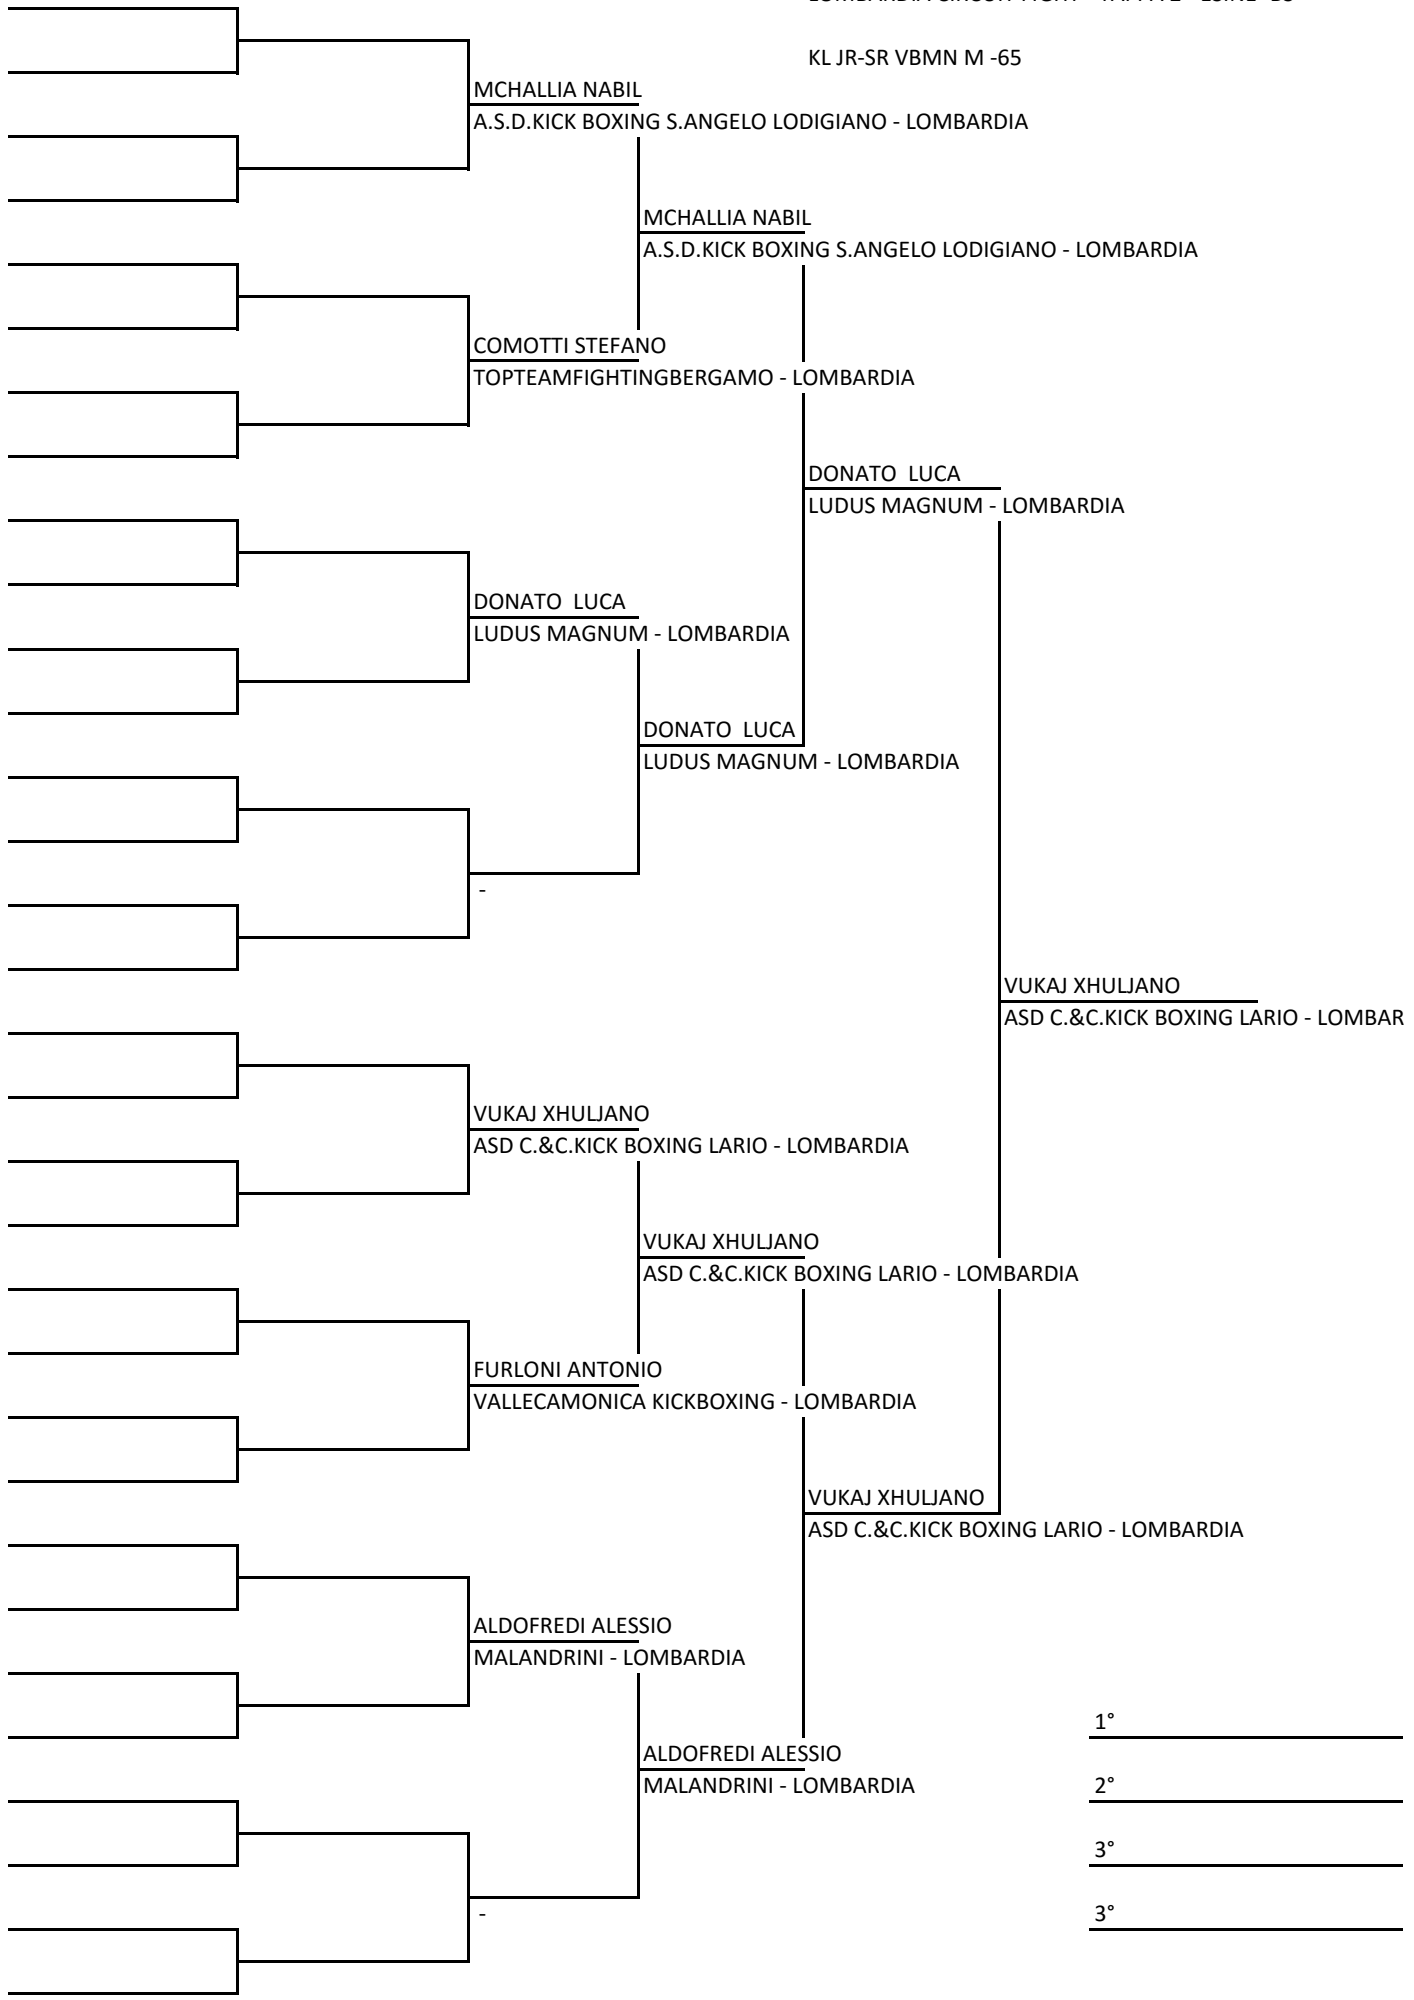 KL JR-SR VBMN M -65
MCHALLIA NABIL
A.S.D.KICK BOXING S.ANGELO LODIGIANO - LOMBARDIA
MCHALLIA NABIL
A.S.D.KICK BOXING S.ANGELO LODIGIANO - LOMBARDIA
COMOTTI STEFANO
TOPTEAMFIGHTINGBERGAMO - LOMBARDIA
DONATO  LUCA
LUDUS MAGNUM - LOMBARDIA
DONATO  LUCA
LUDUS MAGNUM - LOMBARDIA
DONATO  LUCA
LUDUS MAGNUM - LOMBARDIA
-
VUKAJ XHULJANO
ASD C.&C.KICK BOXING LARIO - LOMBAR
VUKAJ XHULJANO
ASD C.&C.KICK BOXING LARIO - LOMBARDIA
VUKAJ XHULJANO
ASD C.&C.KICK BOXING LARIO - LOMBARDIA
FURLONI ANTONIO
VALLECAMONICA KICKBOXING - LOMBARDIA
VUKAJ XHULJANO
ASD C.&C.KICK BOXING LARIO - LOMBARDIA
ALDOFREDI ALESSIO
MALANDRINI - LOMBARDIA
1°
ALDOFREDI ALESSIO
MALANDRINI - LOMBARDIA
2°
3°
3°
-